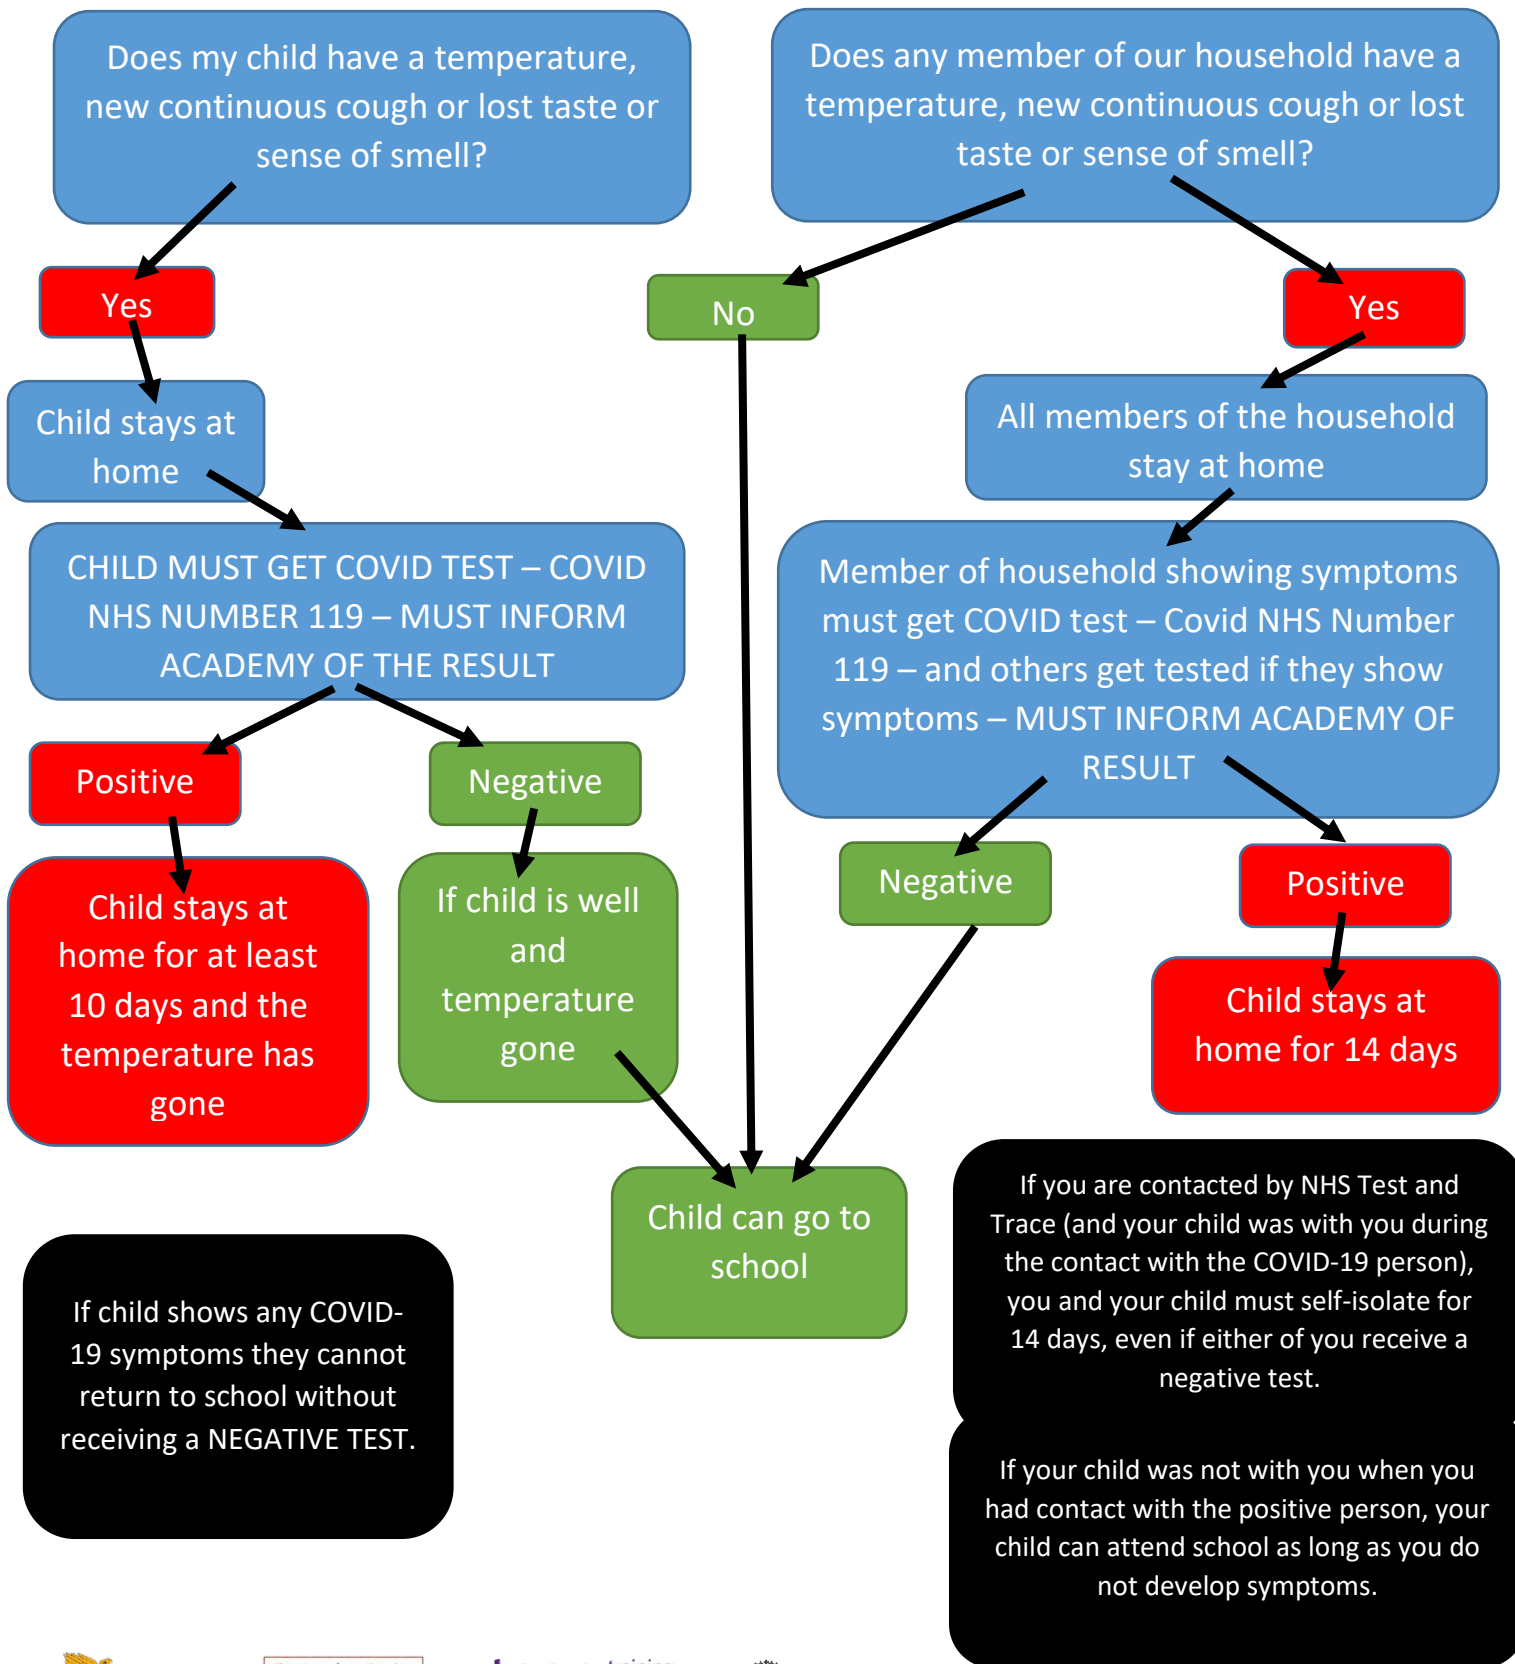 Does my child have a temperature,
new continuous cough or lost taste or
sense of smell?
Does any member of our household have a
temperature, new continuous cough or lost
taste or sense of smell?
Yes
No
Yes
Child stays at
home
All members of the household
stay at home
CHILD MUST GET COVID TEST – COVID
NHS NUMBER 119 – MUST INFORM
ACADEMY OF THE RESULT
Member of household showing symptoms
must get COVID test – Covid NHS Number
119 – and others get tested if they show
symptoms – MUST INFORM ACADEMY OF
RESULT
Positive
Negative
Negative
Positive
Child stays at
home for at least
10 days and the
temperature has
gone
If child is well
and
temperature
gone
Child stays at
home for 14 days
Child can go to
school
If child shows any COVID-
19 symptoms they cannot
return to school without
receiving a NEGATIVE TEST.
If you are contacted by NHS Test and
Trace (and your child was with you during
the contact with the COVID-19 person),
you and your child must self-isolate for
14 days, even if either of you receive a
negative test.
If your child was not with you when you
had contact with the positive person, your
child can attend school as long as you do
not develop symptoms.